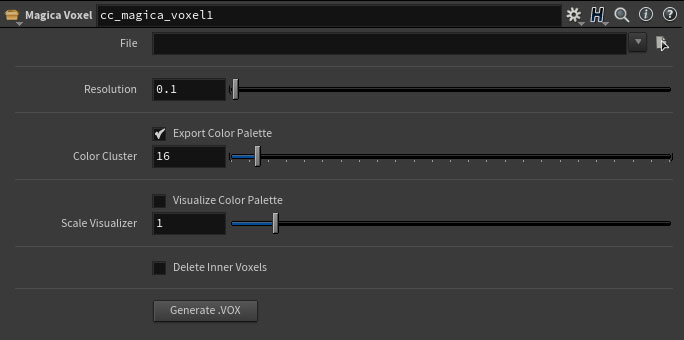 Magica Voxel cc_magica_voxel1
File
Resolution 0.1
Export Color Palette
Color Cluster 16
Visualize Color Palette
Scale Visualizer 1
Delete Inner Voxels
Generate .VOX